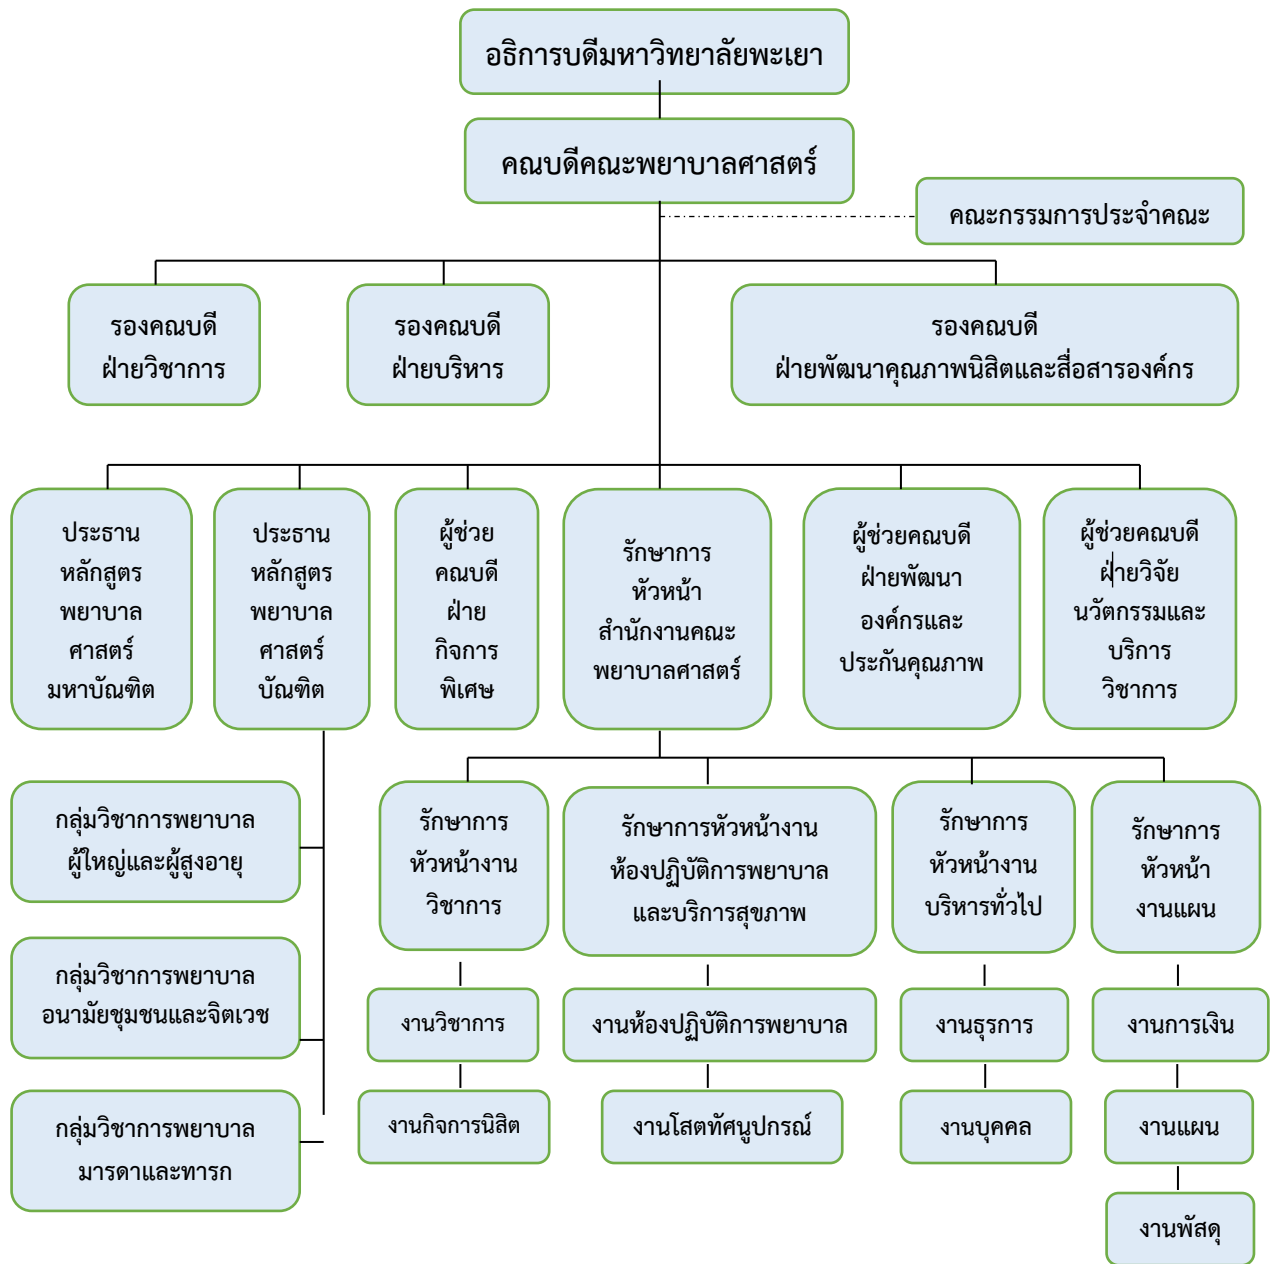 อธิการบดีมหาวิทยาลัยพะเยา
คณบดีคณะพยาบาลศาสตร์
คณะกรรมการประจำคณะ
รองคณบดี
ฝ่ายวิชาการ
รองคณบดี
ฝ่ายบริหาร
รองคณบดี
ฝ่ายพัฒนาคุณภาพนิสิตและสื่อสารองค์กร
ประธาน
หลักสูตร
พยาบาล
ศาสตร์
มหาบัณฑิต
ประธาน
หลักสูตร
พยาบาล
ศาสตร์
บัณฑิต
ผู้ช่วย
คณบดี
ฝ่าย
กิจการ
พิเศษ
รักษาการ
หัวหน้า
สำนักงานคณะ
พยาบาลศาสตร์
ผู้ช่วยคณบดี
ฝ่ายพัฒนา
องค์กรและ
ประกันคุณภาพ
ผู้ช่วยคณบดี
ฝ่ายวิจัย
นวัตกรรมและ
บริการ
วิชาการ
กลุ่มวิชาการพยาบาล
ผู้ใหญ่และผู้สูงอายุ
กลุ่มวิชาการพยาบาล
อนามัยชุมชนและจิตเวช
กลุ่มวิชาการพยาบาล
มารดาและทารก
รักษาการ
หัวหน้างาน
วิชาการ
รักษาการหัวหน้างาน
ห้องปฏิบัติการพยาบาล
และบริการสุขภาพ
รักษาการ
หัวหน้างาน
บริหารทั่วไป
รักษาการ
หัวหน้า
งานแผน
งานวิชาการ
งานห้องปฏิบัติการพยาบาล
งานธุรการ
งานการเงิน
งานกิจการนิสิต
งานโสตทัศนูปกรณ์
งานบุคคล
งานแผน
งานพัสดุ